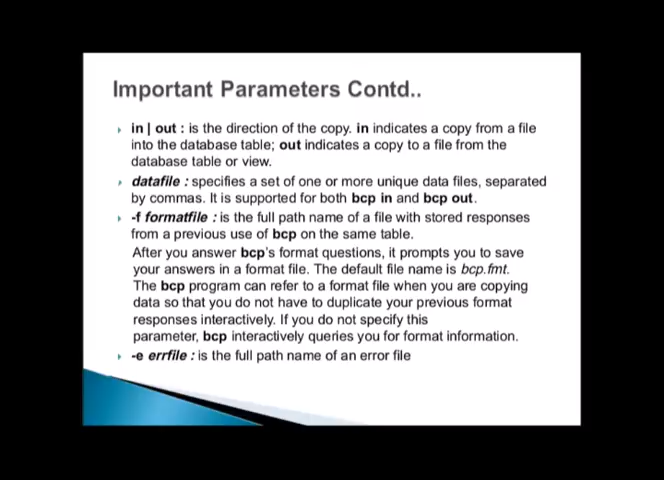 Important Parameters Contd..
in | out : is the direction of the copy. in indicates a copy from a file
into the database table; out indicates a copy to a file from the
database table or view.
datafile : specifies a set of one or more unique data files, separated
by commas. It is supported for both bcp in and bcp out.
-f formatfile : is the full path name of a file with stored responses
from a previous use of bcp on the same table.
After you answer bcp's format questions, it prompts you to save
your answers in a format file. The default file name is bcp.fmt.
The bcp program can refer to a format file when you are copying
data so that you do not have to duplicate your previous format
responses interactively. If you do not specify this
parameter, bcp interactively queries you for format information.
-e errfile : is the full path name of an error file